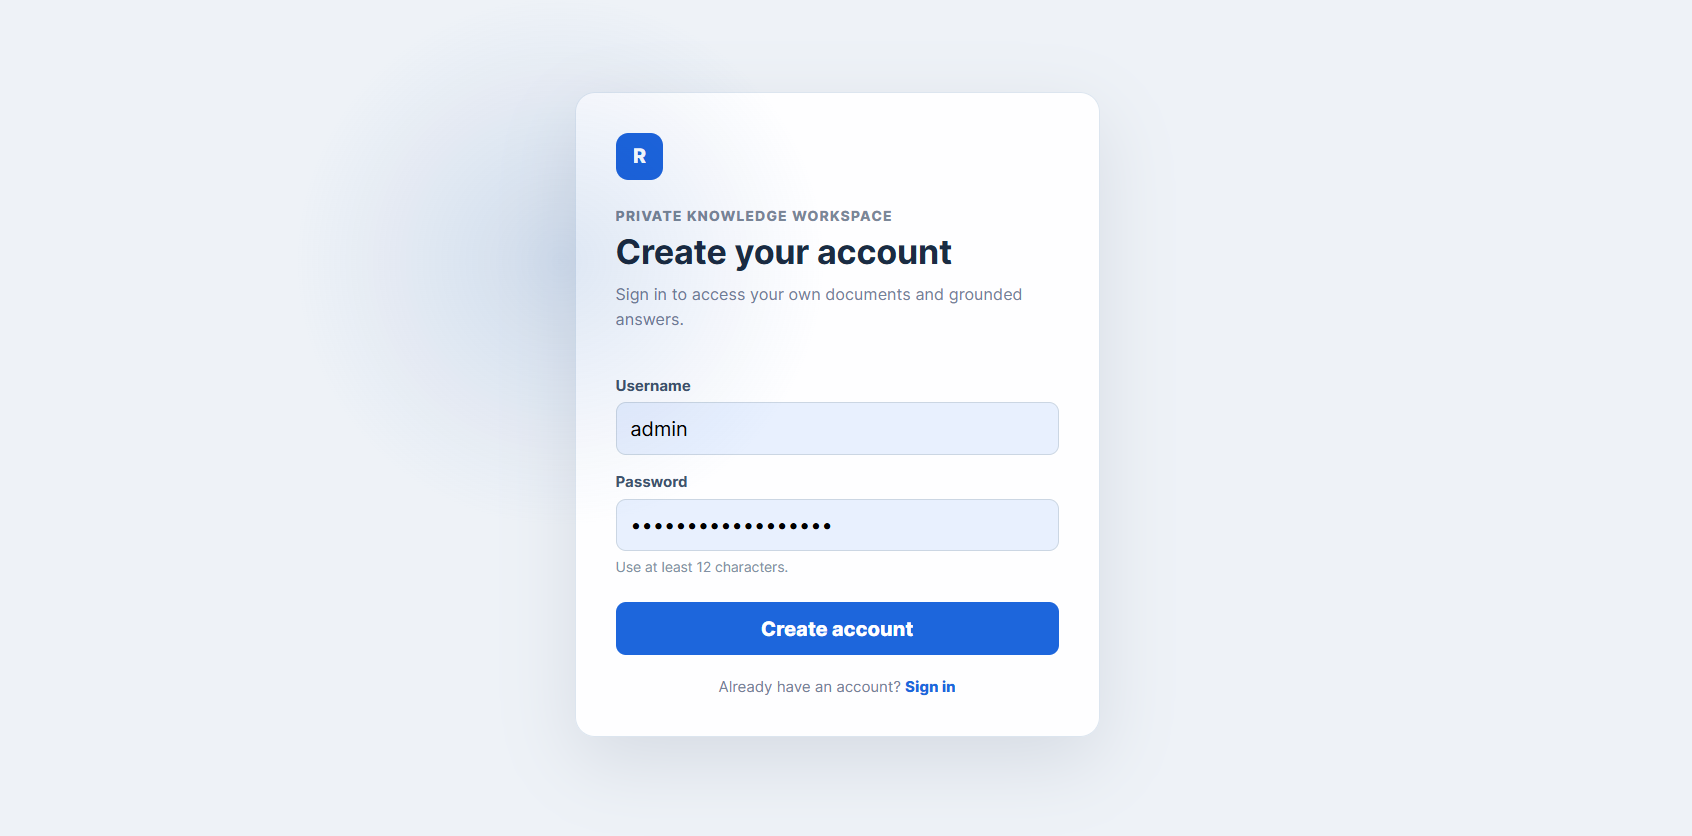 R
PRIVATE KNOWLEDGE WORKSPACE
Create your account
Sign in to access your own documents and grounded
answers.
Username
admin
Password
••••••••••••••••••
Use at least 12 characters.
Create account
Already have an account? Sign in